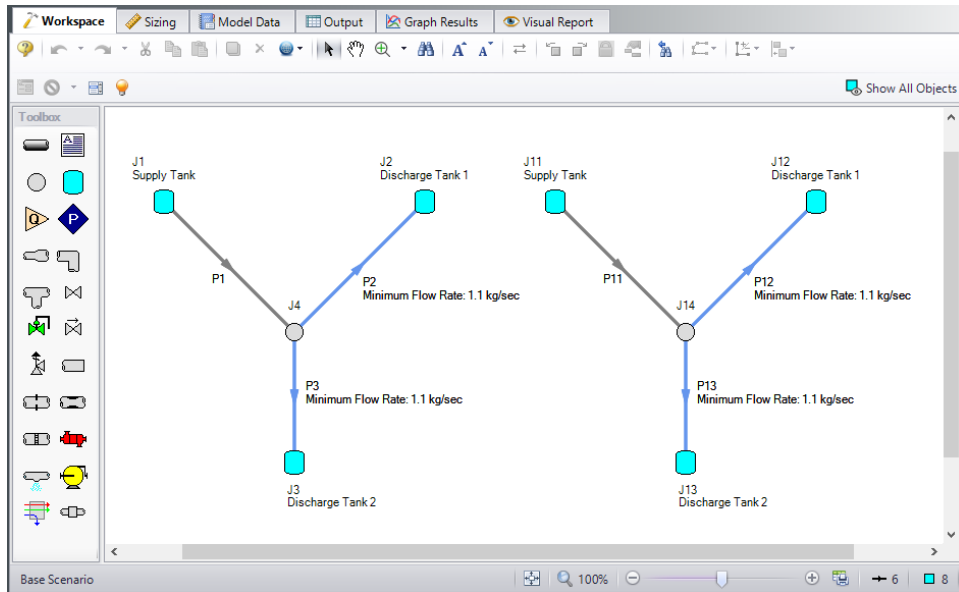 Workspace
Sizing
Model Data
Output
Graph Results
Visual Report
Show All Objects
Toolbox
J1
Supply Tank
J2
Discharge Tank 1
J11
Supply Tank
J12
Discharge Tank 1
P1
P2
Minimum Flow Rate: 1.1 kg/sec
P11
P12
Minimum Flow Rate: 1.1 kg/sec
J4
J14
P3
Minimum Flow Rate: 1.1 kg/sec
P13
Minimum Flow Rate: 1.1 kg/sec
J3
Discharge Tank 2
J13
Discharge Tank 2
Base Scenario
100%
6
8